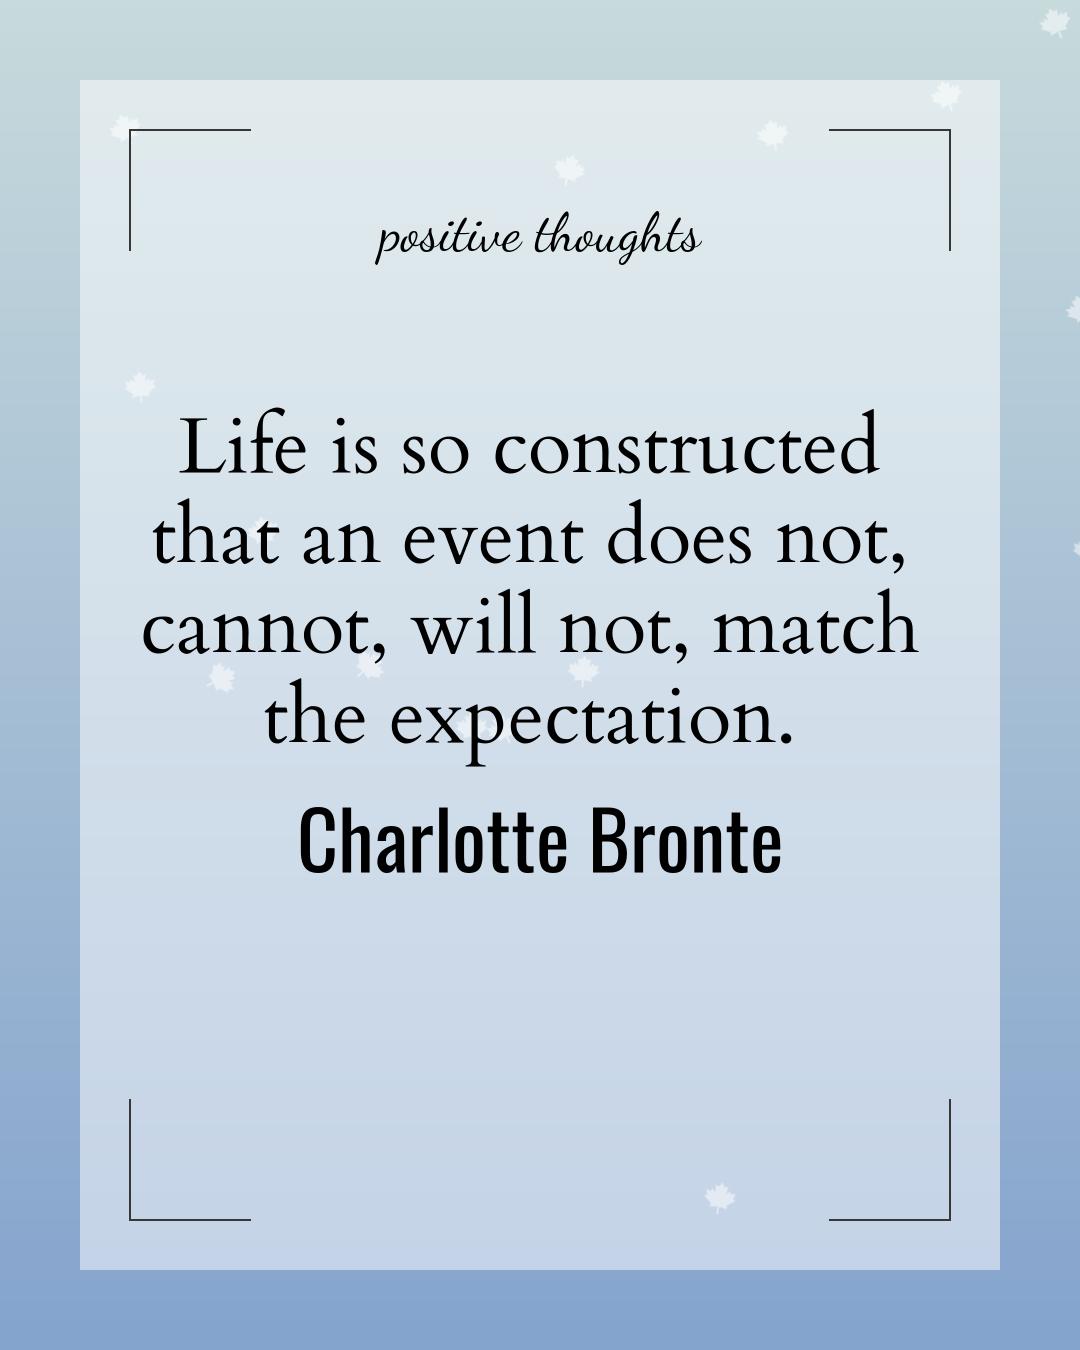 positive thoughts
Life is so constructed
that an event does not,
cannot, will not, match
the expectation.
Charlotte Bronte